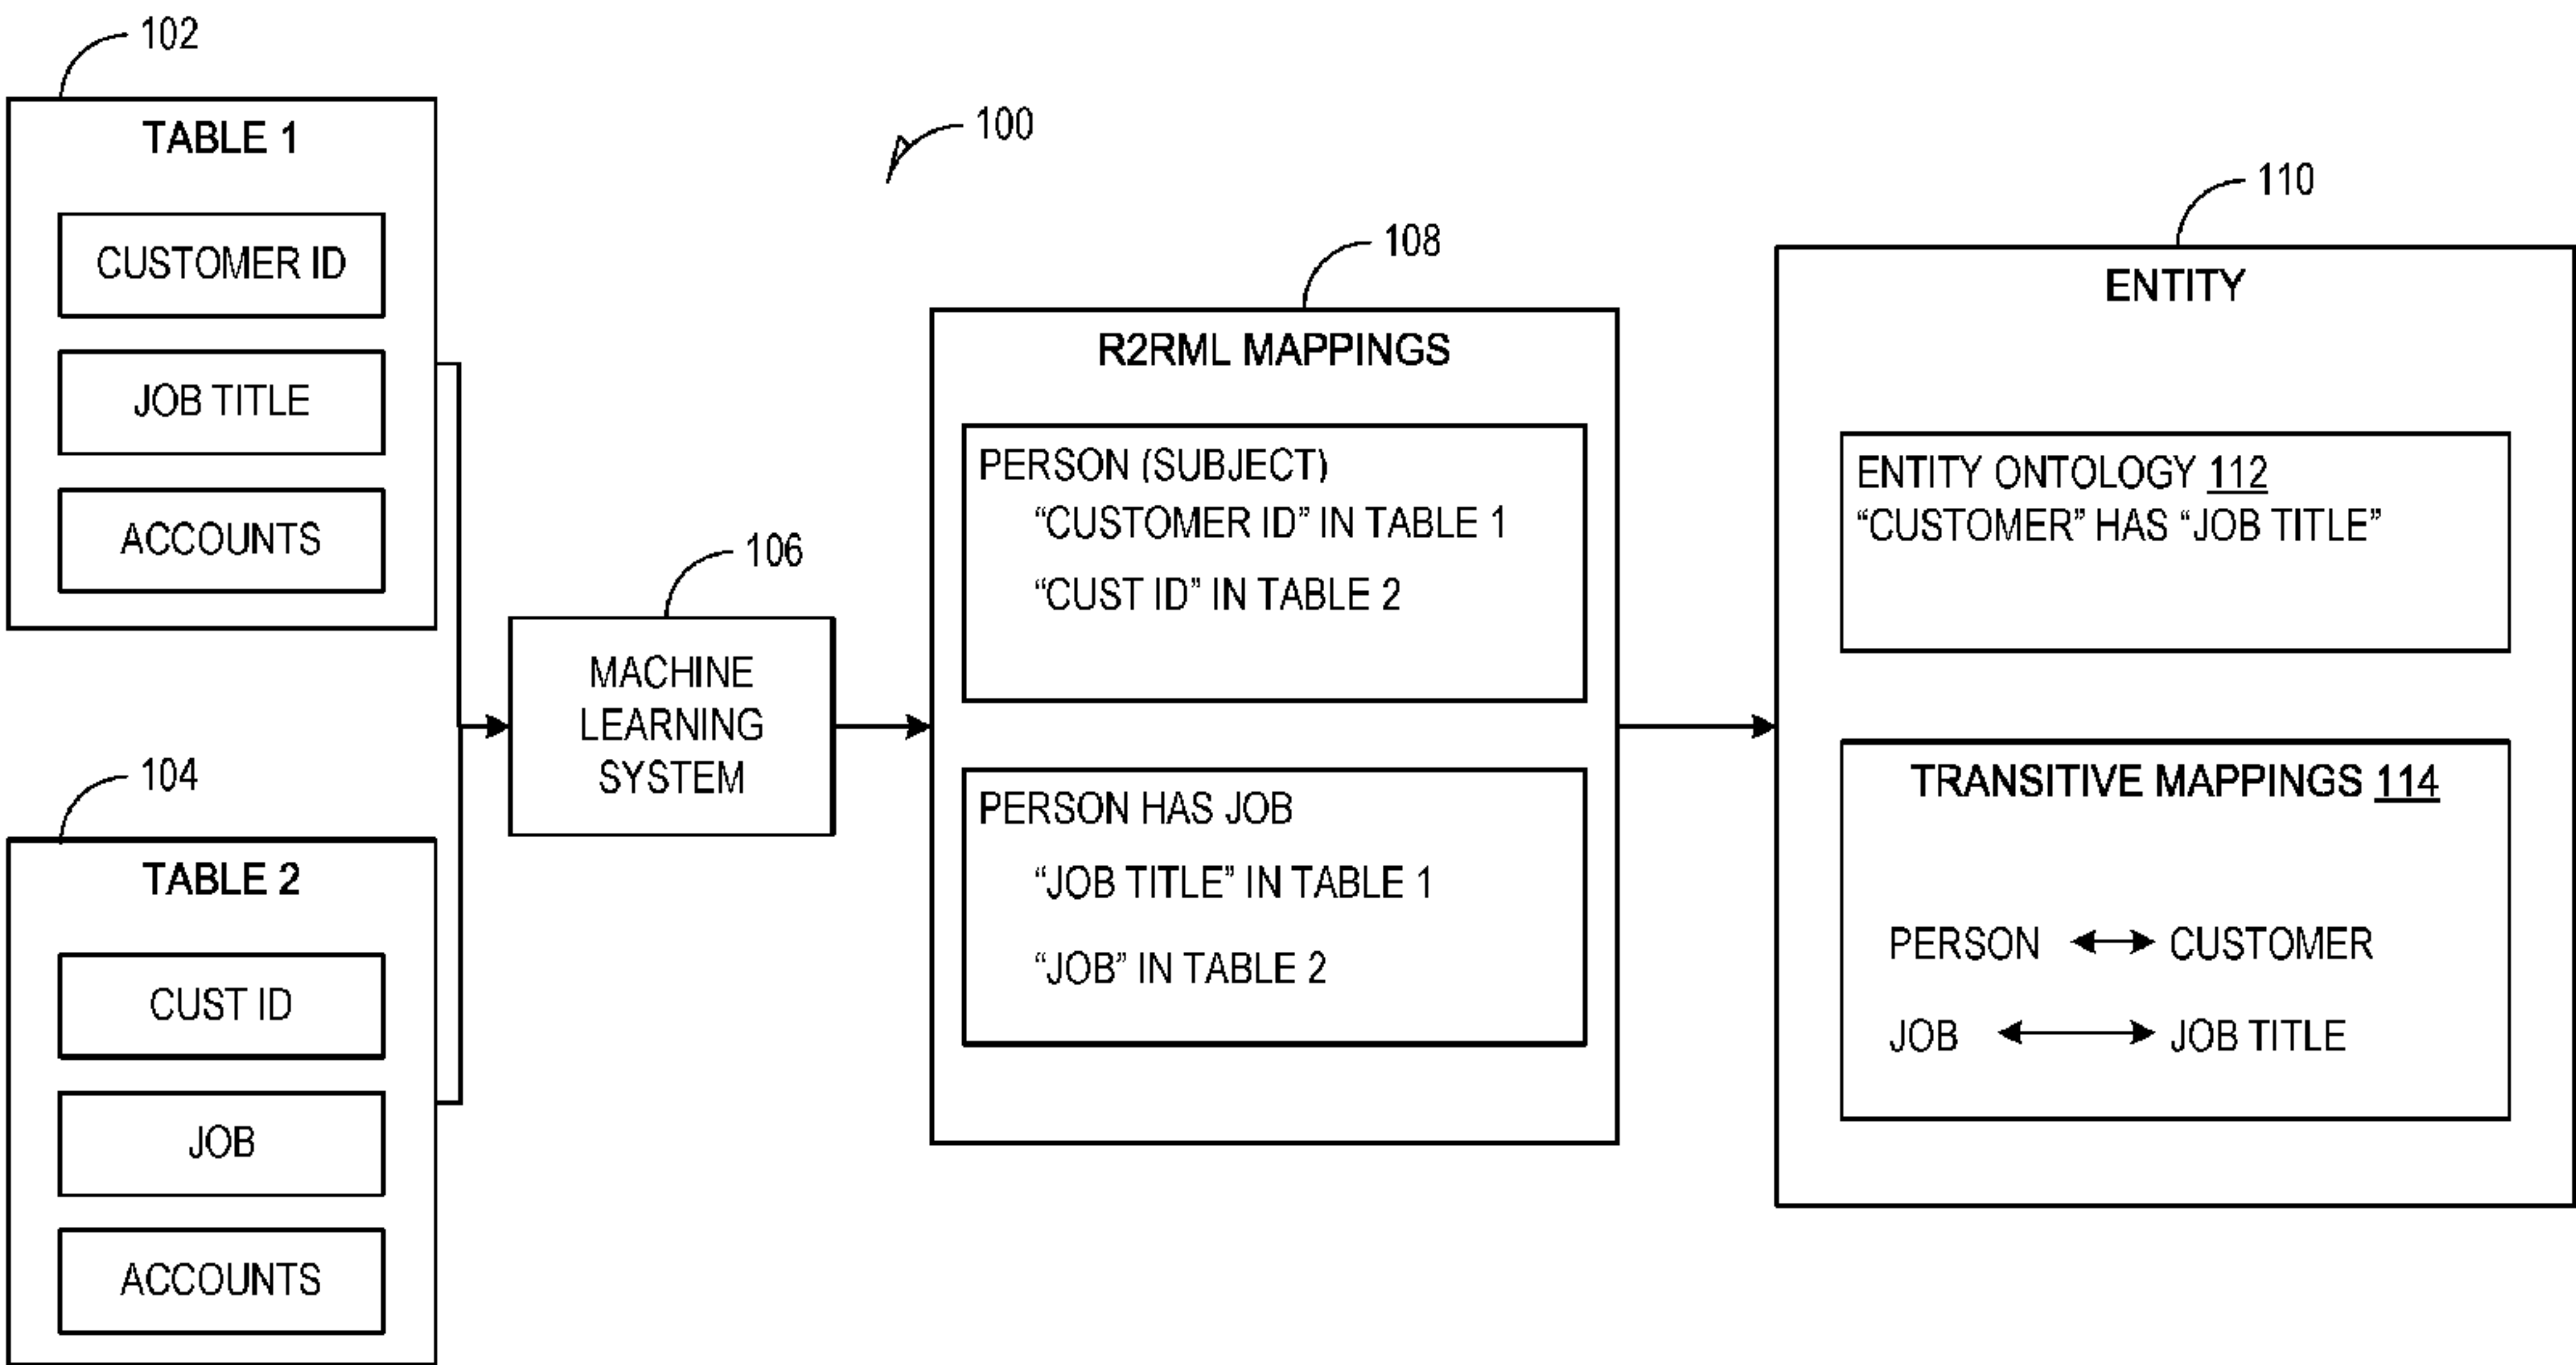 102
TABLE 1
CUSTOMER ID
JOB TITLE
ACCOUNTS
104
TABLE 2
CUST ID
JOB
ACCOUNTS
100
106
MACHINE
LEARNING
SYSTEM
108
R2RML MAPPINGS
PERSON (SUBJECT)
“CUSTOMER ID” IN TABLE 1
“CUST ID” IN TABLE 2
PERSON HAS JOB
“JOB TITLE” IN TABLE 1
“JOB” IN TABLE 2
110
ENTITY
ENTITY ONTOLOGY 112
“CUSTOMER” HAS “JOB TITLE”
TRANSITIVE MAPPINGS 114
PERSON CUSTOMER
JOB JOB TITLE